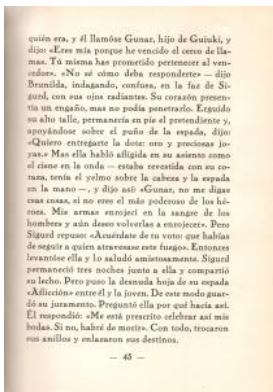 quién era, y él llamóse Gunar, hijo de Guiuki, y
dijo: «Eres mía porque he vencido el cerco de lla-
mas. Tú misma has prometido pertenecer al ven-
cedor». «No sé cómo deba responderte» — dijo
Brunilda, indagando, confusa, en la faz de Si-
gurd, con sus ojos radiantes. Su corazón presen-
tía un engaño, mas no podía penetrarlo. Erguido
su alto talle, permanecía en pie el pretendiente y,
apoyándose sobre el puño de la espada, dijo:
«Quiero entregarte la dote: oro y preciosas jo-
yas.» Mas ella habló afligida en su asiento como
el cisne en la onda — estaba revestida con su co-
raza, tenía el yelmo sobre la cabeza y la espada
en la mano —, y dijo así: «Gunar, no me digas
esas cosas, si no eres el más poderoso de los hé-
roes. Mis armas enrojecí en la sangre de los
hombres y aún deseo volverlas a enrojecer.» Pero
Sigurd repuso: «Acuérdate de tu voto: que habías
de seguir a quien atravesase este fuego». Entonces
levantóse ella y lo saludó amistosamente. Sigurd
permaneció tres noches junto a ella y compartió
su lecho. Pero puso la desnuda hoja de su espada
«Aflicción» entre él y la joven. De este modo guar-
dó su juramento. Preguntó ella por qué hacía así.
Él respondió: «Me está prescrito celebrar así mis
bodas. Si no, habré de morir». Con todo, trocaron
sus anillos y enlazaron sus destinos.
— 45 —